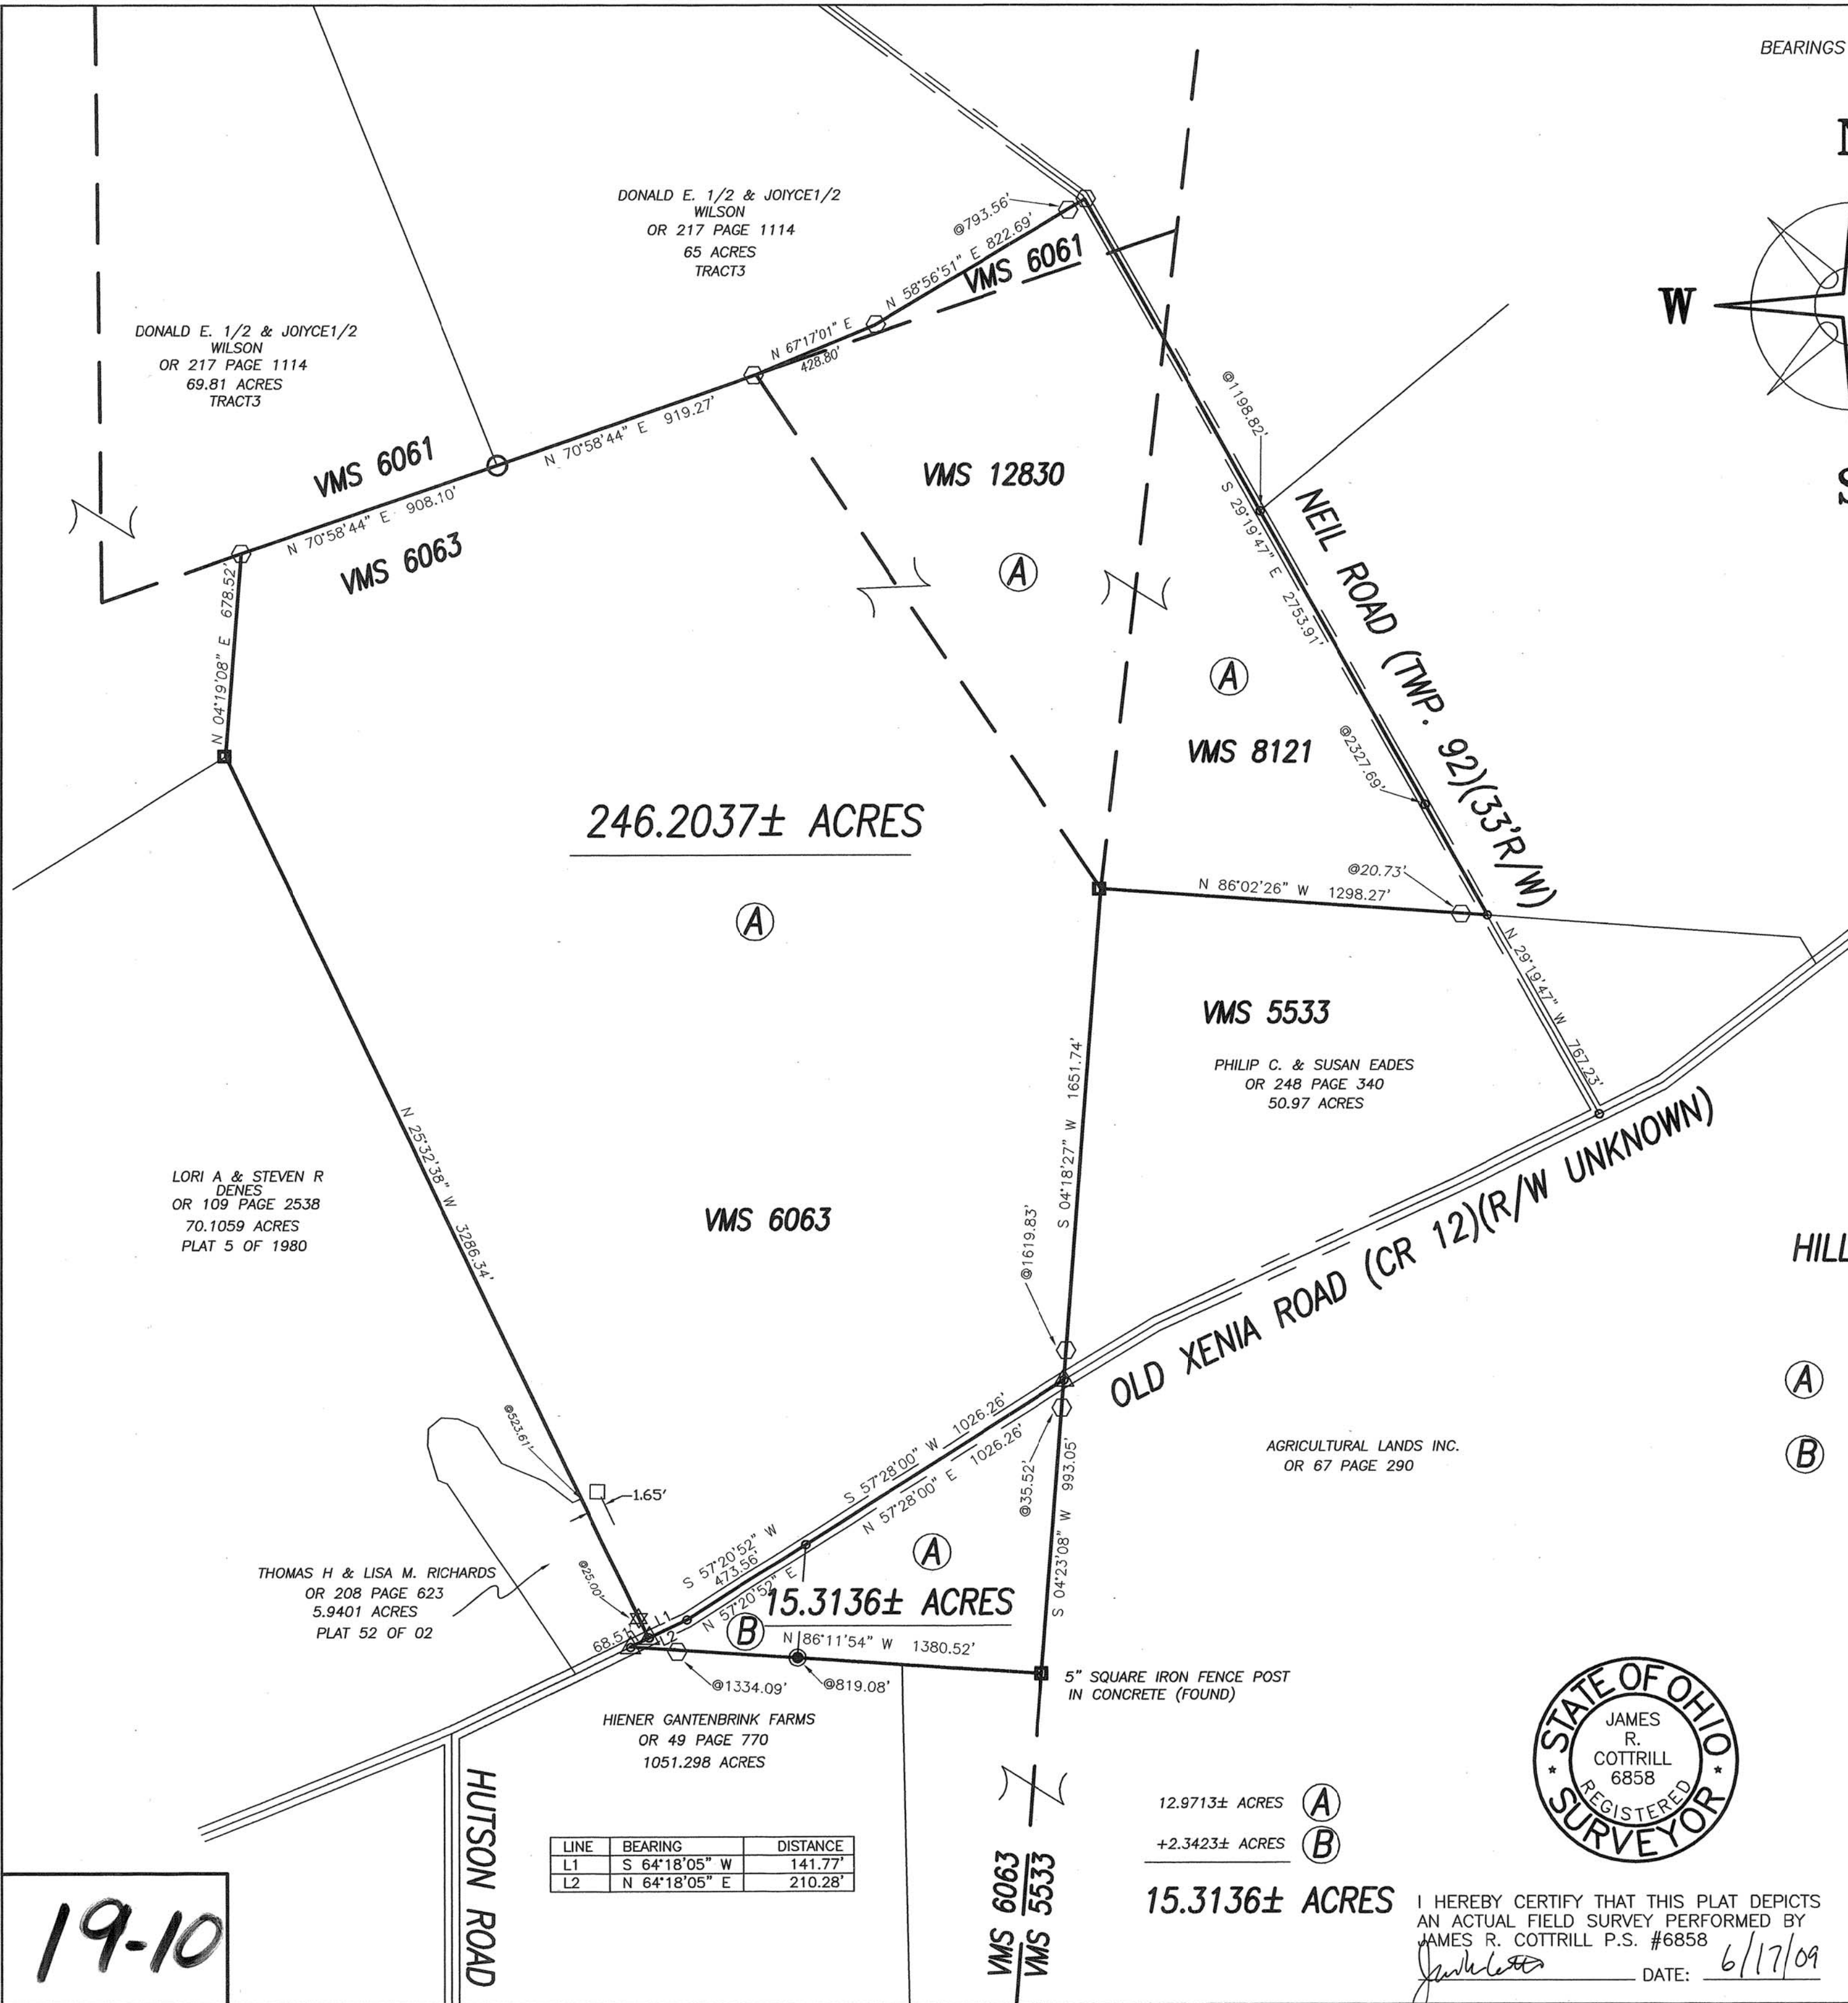 BEARINGS
DONALD E. 1/2 & JOIYCE1/2
WILSON
OR 217 PAGE 1114
65 ACRES
TRACT3
@793.56'
N 58°56'51" E 822.69'
VMS 6061
N 67°17'01" E
428.80'
W
DONALD E. 1/2 & JOIYCE1/2
WILSON
OR 217 PAGE 1114
69.81 ACRES
TRACT3
VMS 6061
N 70°58'44" E 908.10'
VMS 6063
N 70°58'44" E 919.27'
VMS 12830
A
@1198.82'
S 29°19'47" E 2753.91'
NEIL ROAD (TWP. 92)(33'R/W)
N 04°19'08" E 678.52'
A
VMS 8121
@2327.69'
246.2037± ACRES
A
@20.73'
N 86°02'26" W 1298.27'
N 29°19'47" W 767.23'
VMS 5533
PHILIP C. & SUSAN EADES
OR 248 PAGE 340
50.97 ACRES
S 04°18'27" W 1651.74'
N 25°32'38" W 3286.34'
LORI A & STEVEN R
DENES
OR 109 PAGE 2538
70.1059 ACRES
PLAT 5 OF 1980
VMS 6063
@1619.83'
OLD XENIA ROAD (CR 12)(R/W UNKNOWN)
HILL
A
B
@523.61'
1.65'
S 57°28'00" W 1026.26'
N 57°28'00" E 1026.26'
@35.52'
S 04°23'08" W 993.05'
AGRICULTURAL LANDS INC.
OR 67 PAGE 290
THOMAS H & LISA M. RICHARDS
OR 208 PAGE 623
5.9401 ACRES
PLAT 52 OF 02
@25.00'
S 57°20'52" W
473.56'
N 57°20'52" E
A
15.3136± ACRES
B
L1
L2
68.51'
N 86°11'54" W 1380.52'
@1334.09'
@819.08'
5" SQUARE IRON FENCE POST
IN CONCRETE (FOUND)
HIENER GANTENBRINK FARMS
OR 49 PAGE 770
1051.298 ACRES
HUTSON ROAD
LINE BEARING DISTANCE
L1 S 64°18'05" W 141.77'
L2 N 64°18'05" E 210.28'
VMS 6063
VMS 5533
12.9713± ACRES A
+2.3423± ACRES B
15.3136± ACRES
STATE OF OHIO
JAMES
R.
COTTRILL
6858
REGISTERED
SURVEYOR
I HEREBY CERTIFY THAT THIS PLAT DEPICTS
AN ACTUAL FIELD SURVEY PERFORMED BY
JAMES R. COTTRILL P.S. #6858
DATE: 6/17/09
19-10